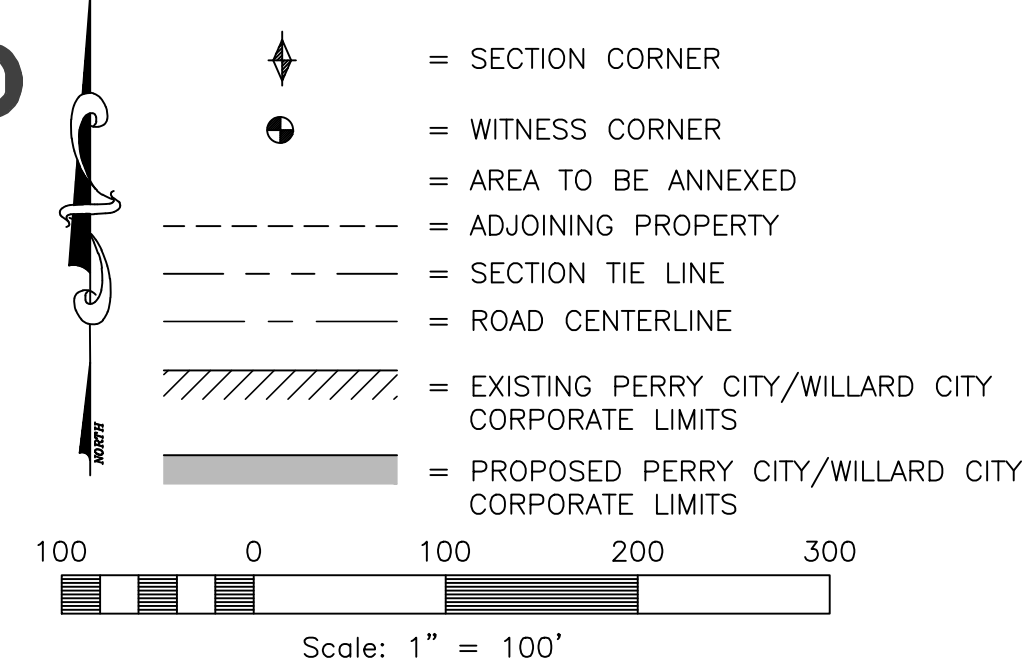 = SECTION CORNER
= WITNESS CORNER
= AREA TO BE ANNEXED
= ADJOINING PROPERTY
= SECTION TIE LINE
= ROAD CENTERLINE
= EXISTING PERRY CITY/WILLARD CITY
CORPORATE LIMITS
= PROPOSED PERRY CITY/WILLARD CITY
CORPORATE LIMITS
NORTH
100 0 100 200 300
Scale: 1" = 100'